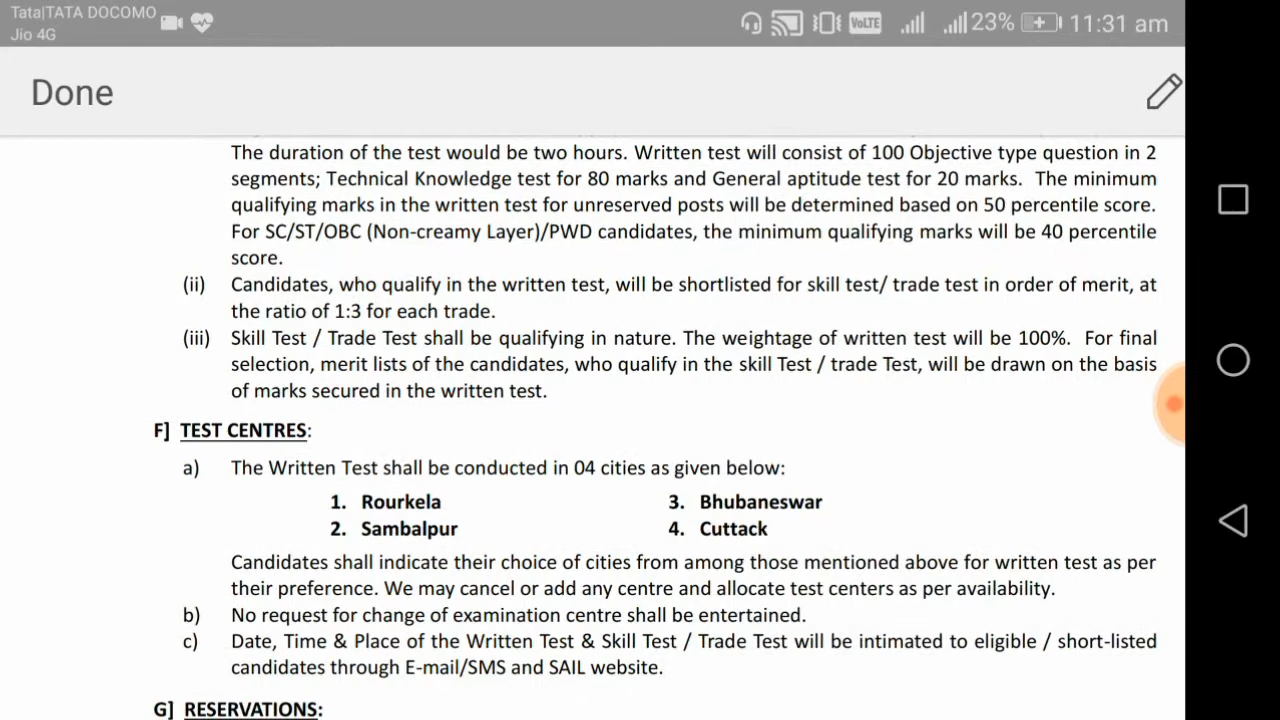 Tata|TATA DOCOMO
Jio 4G
VoLTE 23% 11:31 am
Done
The duration of the test would be two hours. Written test will consist of 100 Objective type question in 2
segments; Technical Knowledge test for 80 marks and General aptitude test for 20 marks. The minimum
qualifying marks in the written test for unreserved posts will be determined based on 50 percentile score.
For SC/ST/OBC (Non-creamy Layer)/PWD candidates, the minimum qualifying marks will be 40 percentile
score.
(ii) Candidates, who qualify in the written test, will be shortlisted for skill test/ trade test in order of merit, at
the ratio of 1:3 for each trade.
(iii) Skill Test / Trade Test shall be qualifying in nature. The weightage of written test will be 100%. For final
selection, merit lists of the candidates, who qualify in the skill Test / trade Test, will be drawn on the basis
of marks secured in the written test.
F] TEST CENTRES:
a) The Written Test shall be conducted in 04 cities as given below:
1. Rourkela 3. Bhubaneswar
2. Sambalpur 4. Cuttack
Candidates shall indicate their choice of cities from among those mentioned above for written test as per
their preference. We may cancel or add any centre and allocate test centers as per availability.
b) No request for change of examination centre shall be entertained.
c) Date, Time & Place of the Written Test & Skill Test / Trade Test will be intimated to eligible / short-listed
candidates through E-mail/SMS and SAIL website.
G] RESERVATIONS: